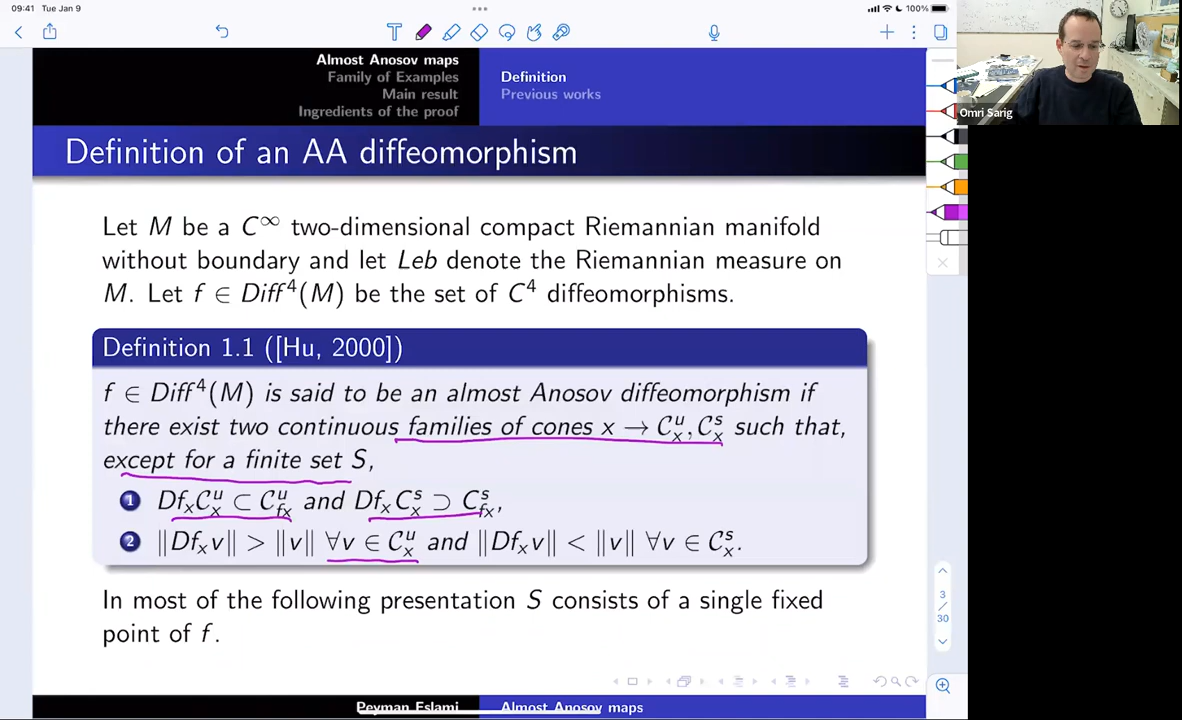 09:41 Tue Jan 9
100%
Almost Anosov maps
Family of Examples
Main result
Ingredients of the proof
Definition
Previous works
Omri Sarig
Definition of an AA diffeomorphism
Let M be a C^∞ two-dimensional compact Riemannian manifold
without boundary and let Leb denote the Riemannian measure on
M. Let f ∈ Diff^4(M) be the set of C^4 diffeomorphisms.
Definition 1.1 ([Hu, 2000])
f ∈ Diff^4(M) is said to be an almost Anosov diffeomorphism if
there exist two continuous families of cones x → C^u_x, C^s_x such that,
except for a finite set S,
1 Df_x C^u_x ⊂ C^u_{fx} and Df_x C^s_x ⊃ C^s_{fx},
2 ‖Df_x v‖ > ‖v‖ ∀v ∈ C^u_x and ‖Df_x v‖ < ‖v‖ ∀v ∈ C^s_x.
In most of the following presentation S consists of a single fixed
point of f.
3
/
30
Peyman Eslami
Almost Anosov maps